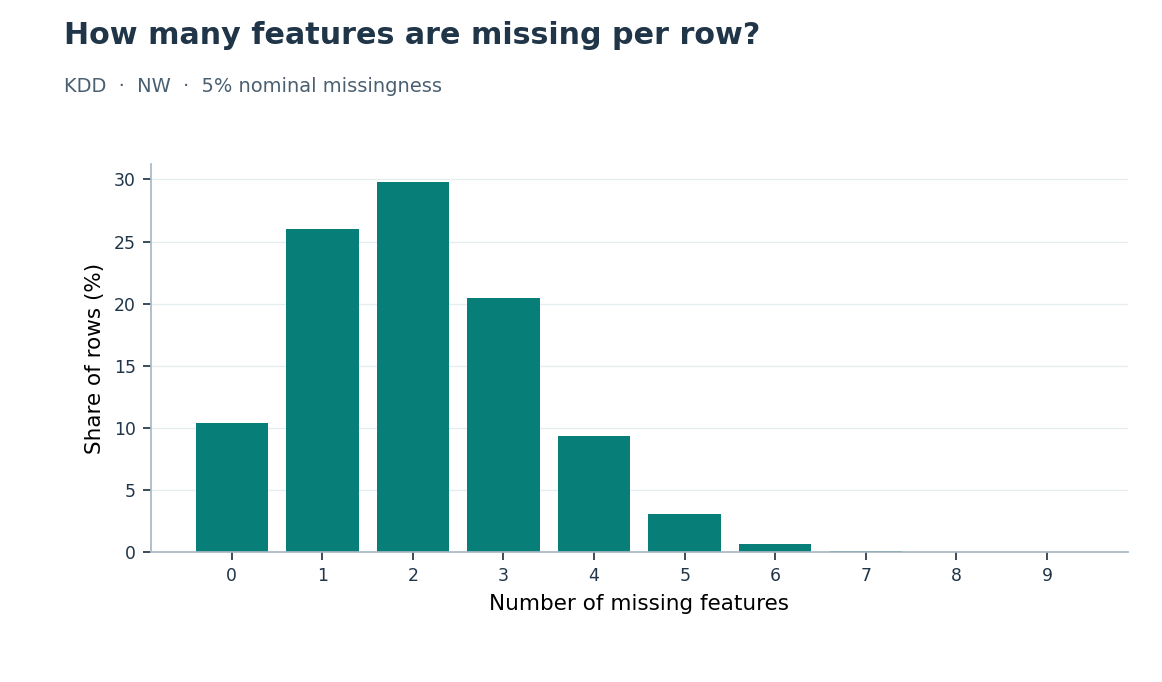 How many features are missing per row?
KDD · NW · 5% nominal missingness
30
25
20
15
10
5
0
Share of rows (%)
0 1 2 3 4 5 6 7 8 9
Number of missing features